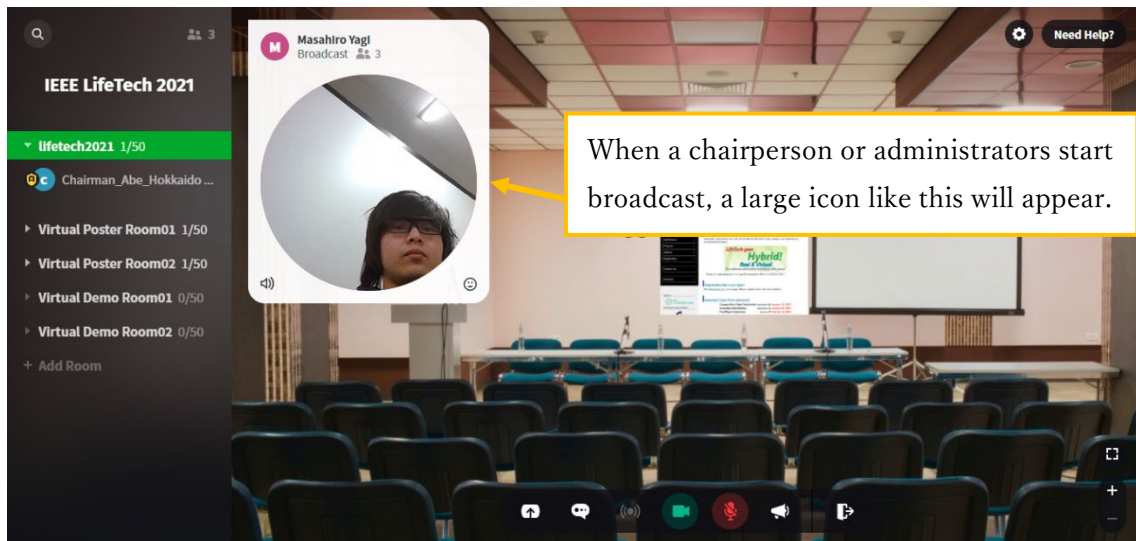 3
IEEE LifeTech 2021
lifetech2021 1/50
C Chairman_Abe_Hokkaido ...
Virtual Poster Room01 1/50
Virtual Poster Room02 1/50
Virtual Demo Room01 0/50
Virtual Demo Room02 0/50
+ Add Room
M Masahiro Yagi
Broadcast 3
Need Help?
When a chairperson or administrators start
broadcast, a large icon like this will appear.
Hybrid!
Real & Virtual